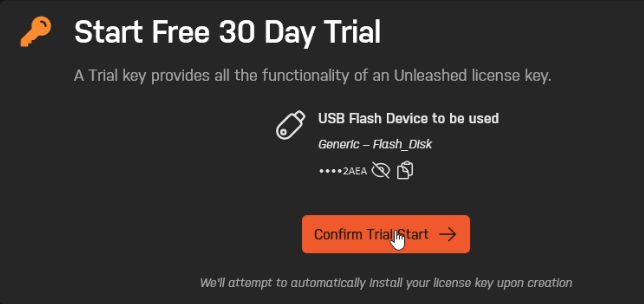 Start Free 30 Day Trial
A Trial key provides all the functionality of an Unleashed license key.
USB Flash Device to be used
Generic – Flash_Disk
••••2AEA
Confirm Trial Start
We'll attempt to automatically install your license key upon creation